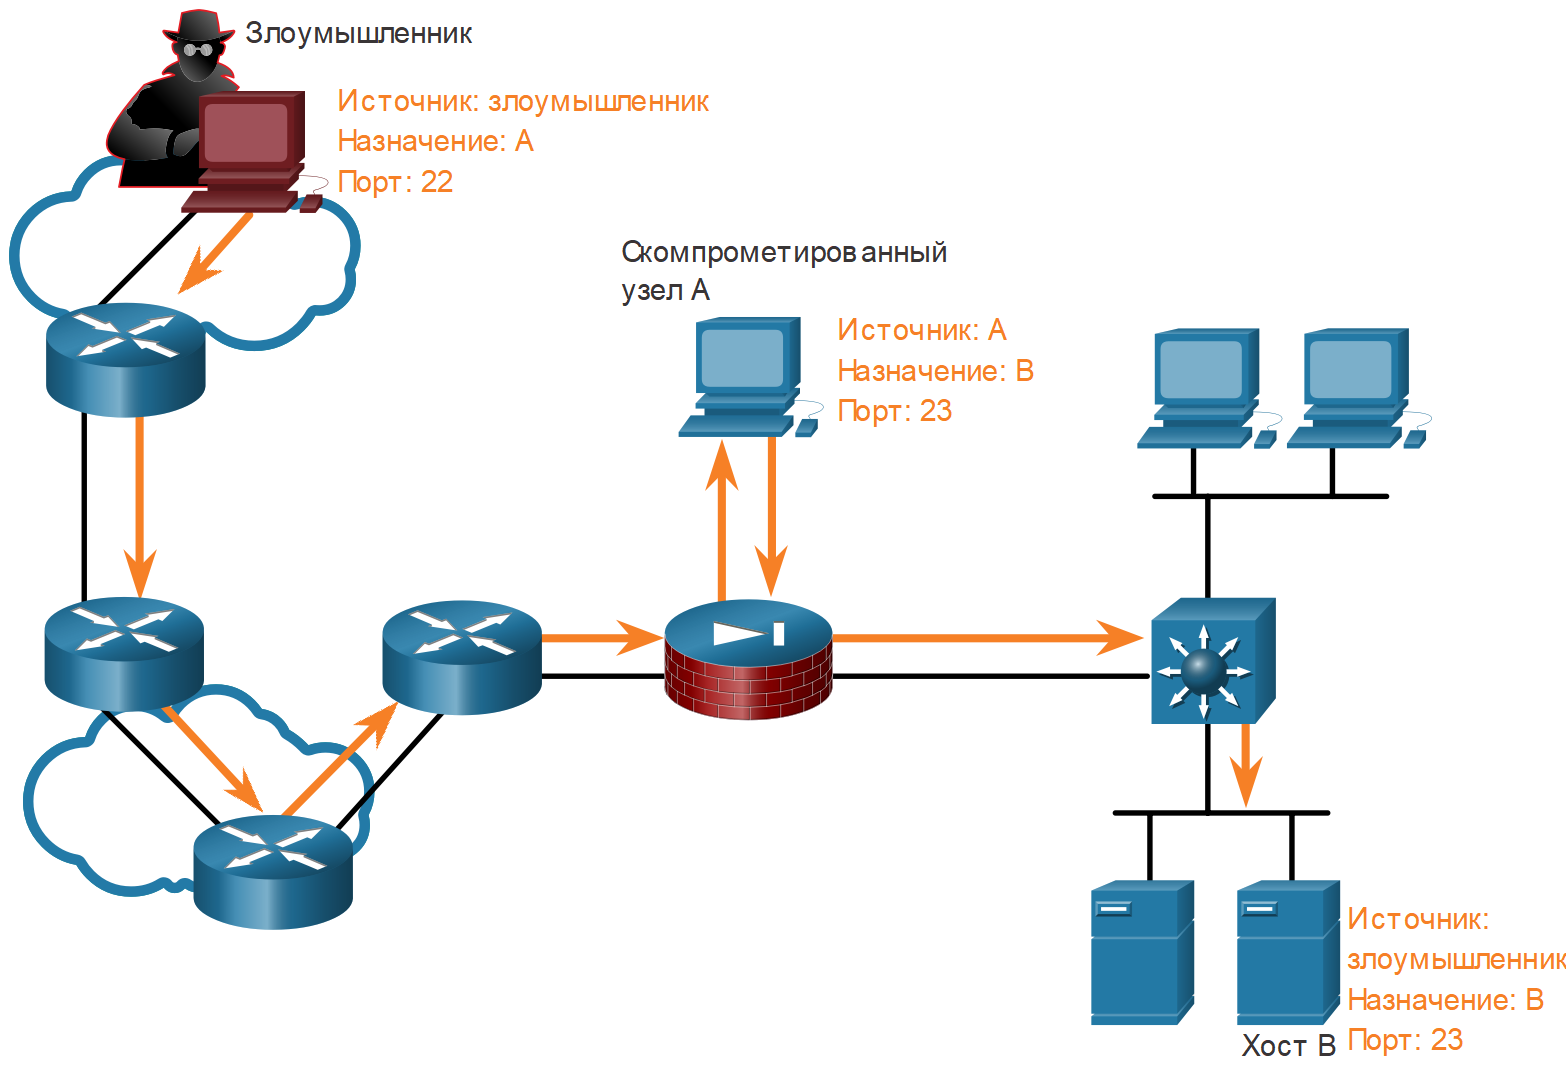 Злоумышленник
Источник: злоумышленник
Назначение: A
Порт: 22
Скомпрометированный
узел A
Источник: A
Назначение: B
Порт: 23
Источник:
злоумышленник
Назначение: B
Порт: 23
Хост B